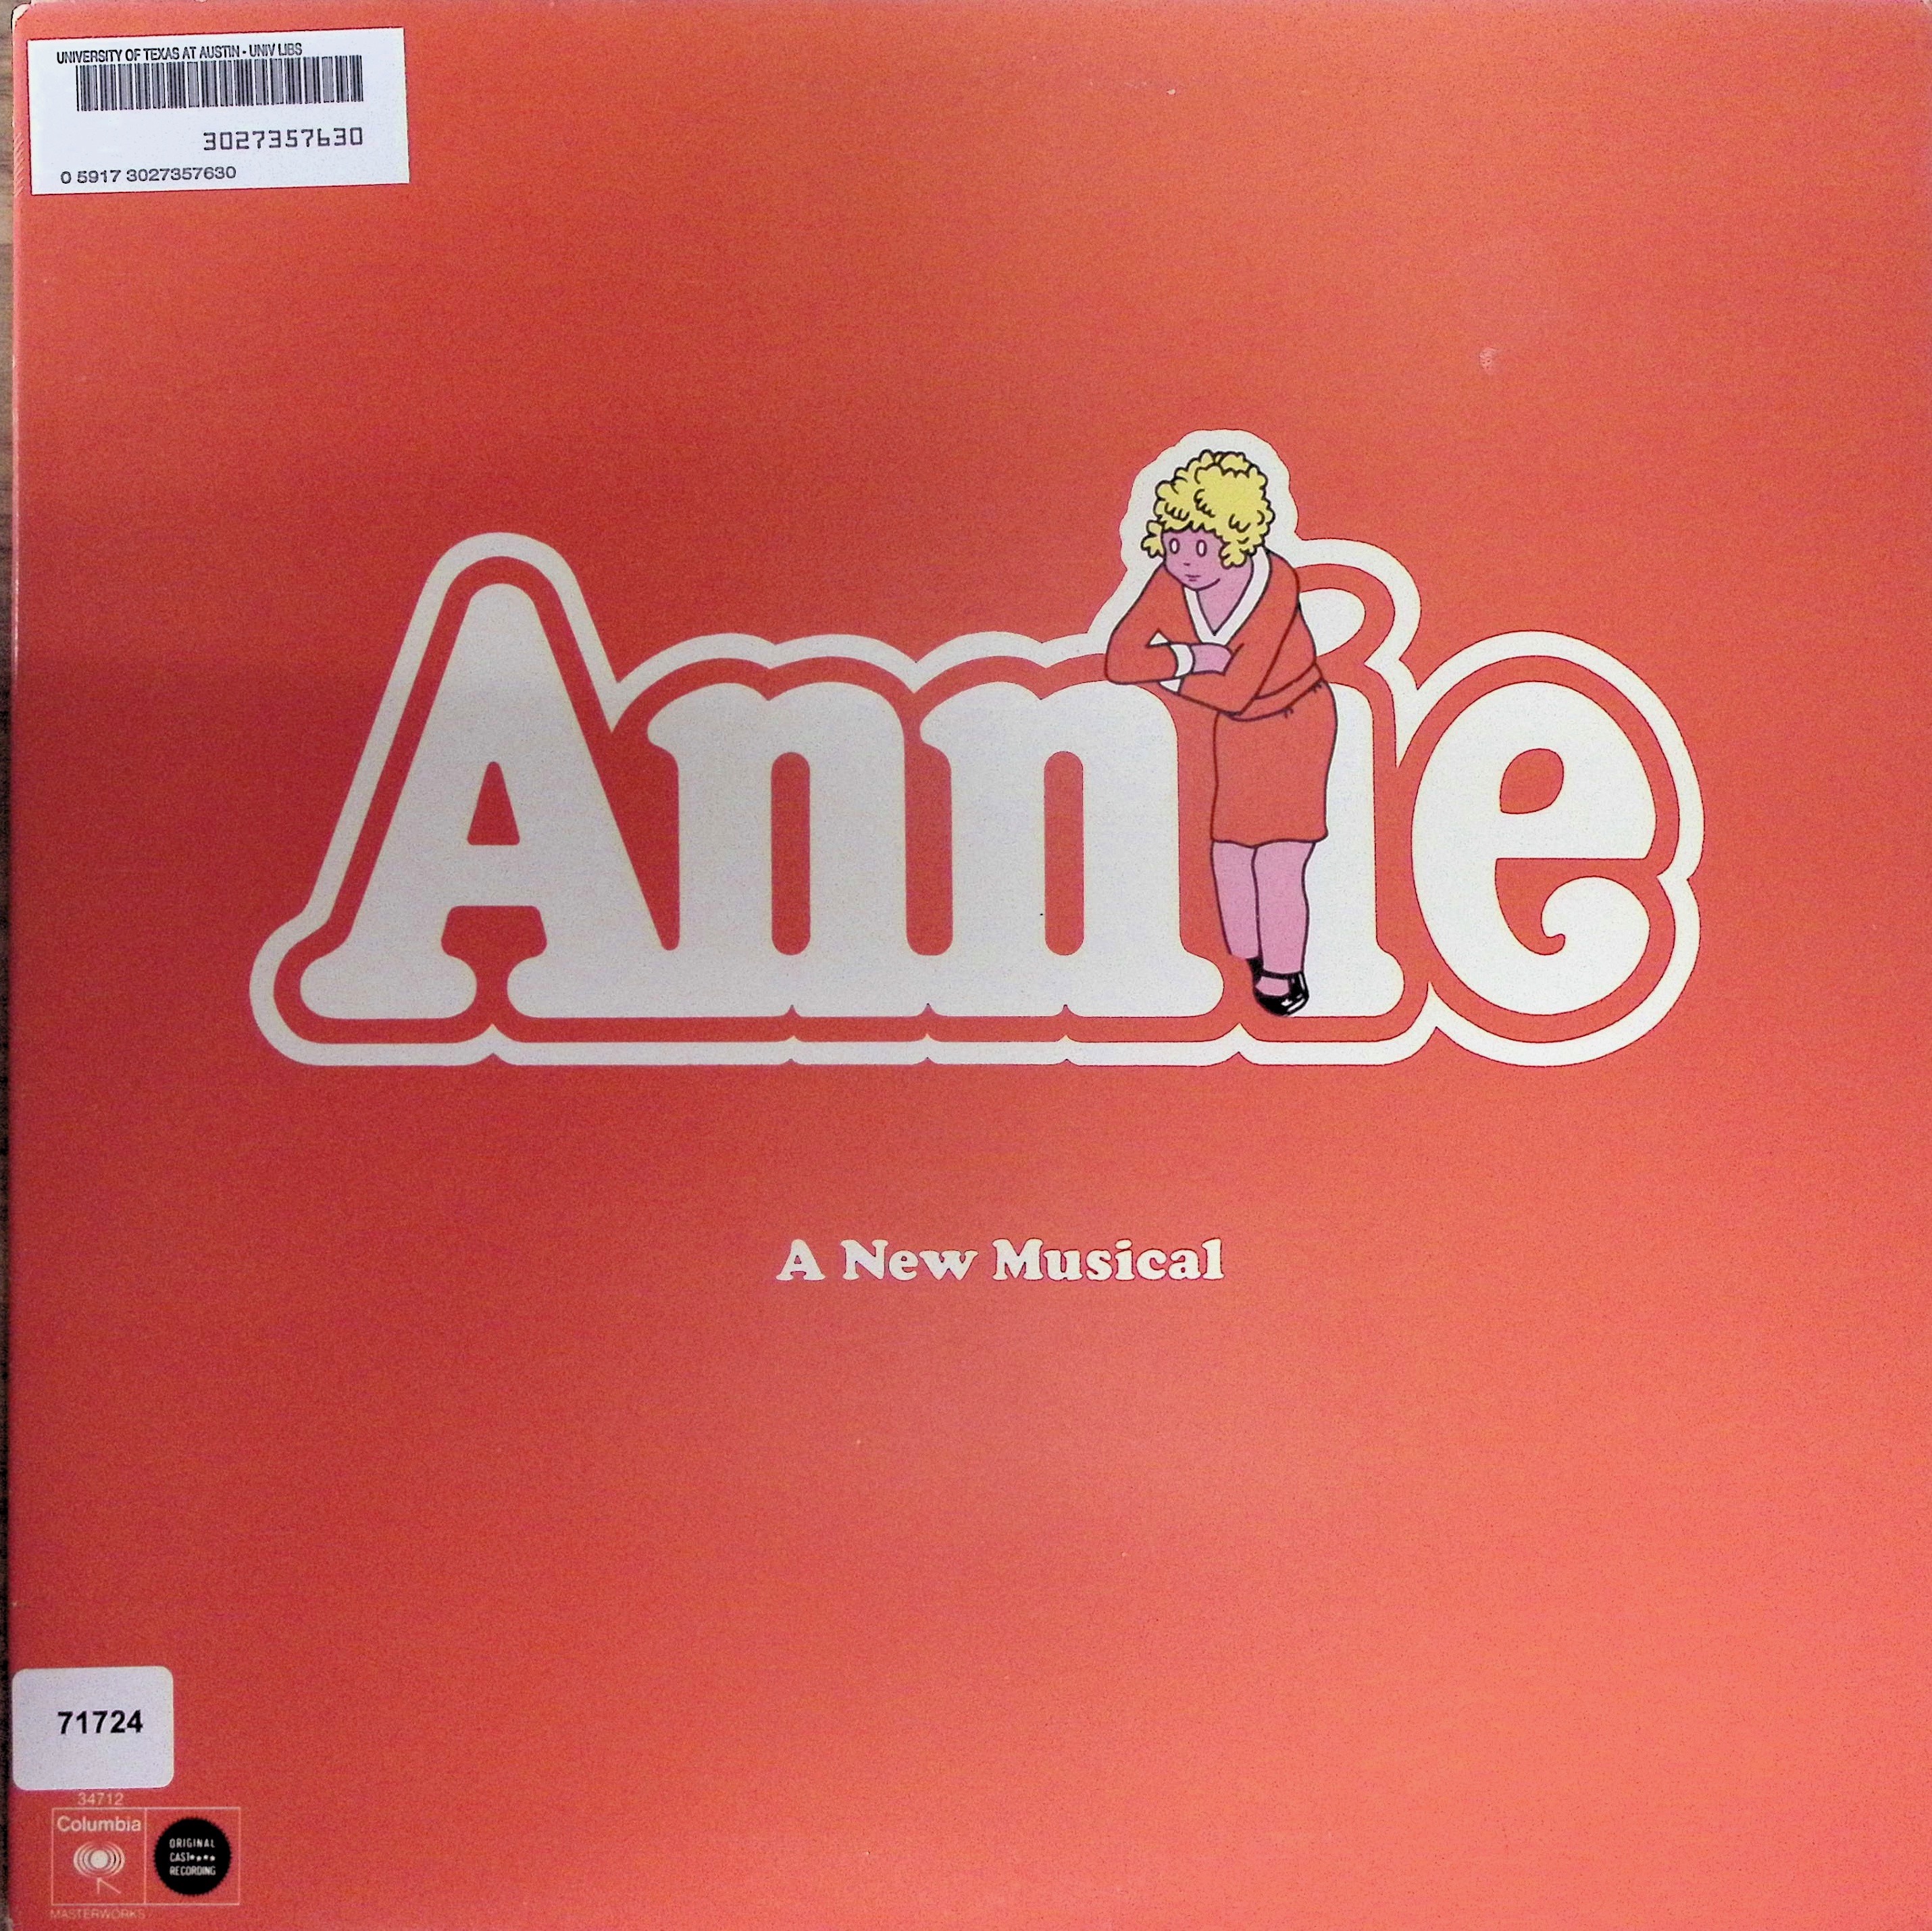 UNIVERSITY OF TEXAS AT AUSTIN - UNIV LIBS
3027357630
0 5917 3027357630
Annie
A New Musical
71724
34712
Columbia
ORIGINAL
CAST★★★★
RECORDING
MASTERWORKS